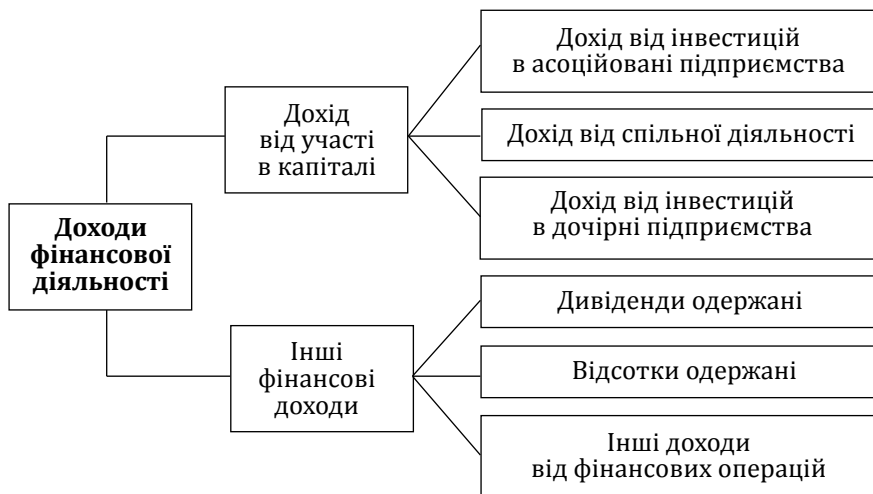 Доходи
фінансової
діяльності
Дохід
від участі
в капіталі
Дохід від інвестицій
в асоційовані підприємства
Дохід від спільної діяльності
Дохід від інвестицій
в дочірні підприємства
Інші
фінансові
доходи
Дивіденди одержані
Відсотки одержані
Інші доходи
від фінансових операцій